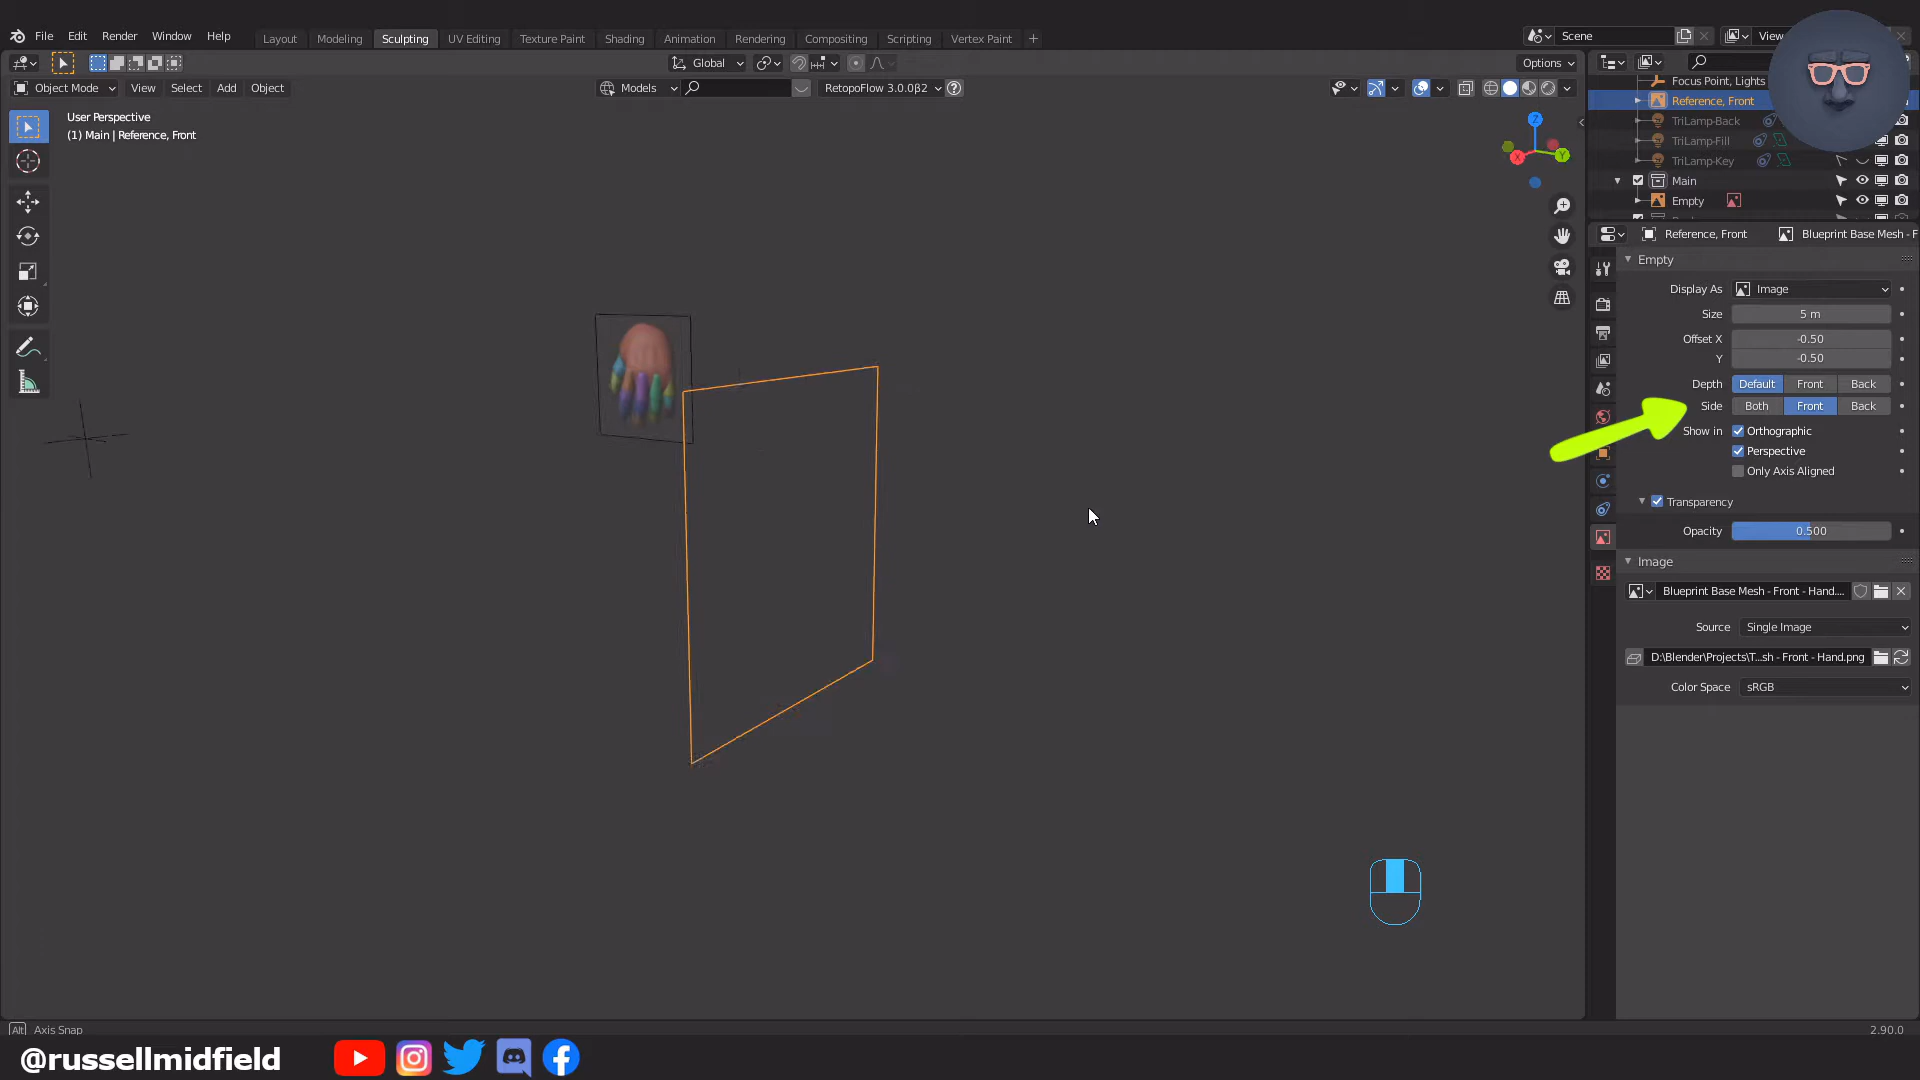 File Edit Render Window Help Layout Modeling Sculpting UV Editing Texture Paint Shading Animation Rendering Compositing Scripting Vertex Paint + Scene View
Global Options
Object Mode View Select Add Object Models RetopoFlow 3.0.0β2
User Perspective
(1) Main | Reference, Front
Z
X
Y
Focus Point, Lights
Reference, Front
TriLamp-Back
TriLamp-Fill
TriLamp-Key
Main
Empty
Reference, Front Blueprint Base Mesh - F
Empty
Display As Image
Size 5 m
Offset X -0.50
Y -0.50
Depth Default Front Back
Side Both Front Back
Show in Orthographic
Perspective
Only Axis Aligned
Transparency
Opacity 0.500
Image
Blueprint Base Mesh - Front - Hand....
Source Single Image
D:\Blender\Projects\T...sh - Front - Hand.png
Color Space sRGB
Alt Axis Snap
2.90.0
@russellmidfield